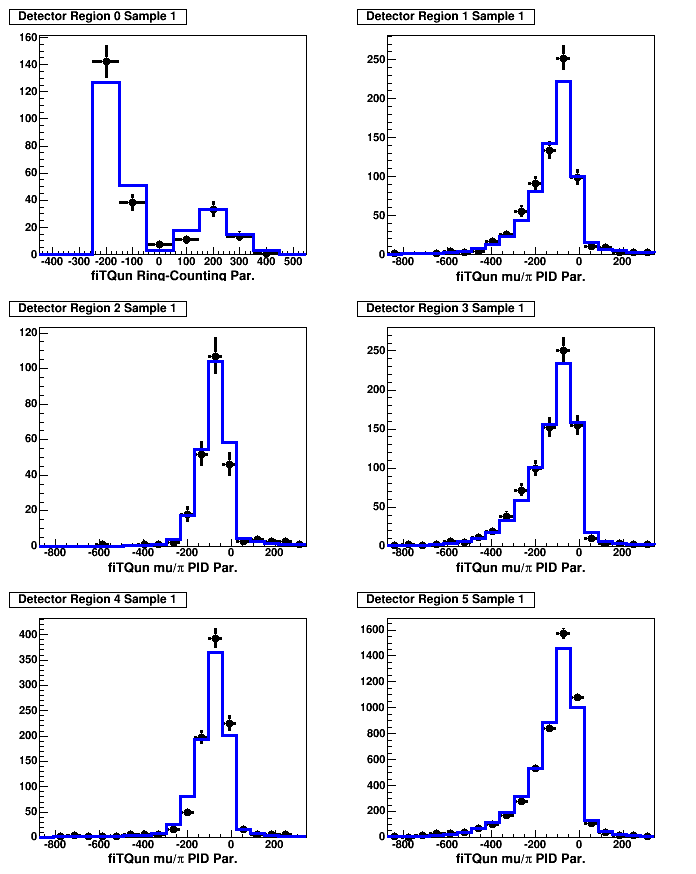 Detector Region 0 Sample 1
160
140
120
100
80
60
40
20
0
-400 -300 -200 -100 0 100 200 300 400 500
fiTQun Ring-Counting Par.
Detector Region 1 Sample 1
250
200
150
100
50
0
-800 -600 -400 -200 0 200
fiTQun mu/π PID Par.
Detector Region 2 Sample 1
120
100
80
60
40
20
0
-800 -600 -400 -200 0 200
fiTQun mu/π PID Par.
Detector Region 3 Sample 1
250
200
150
100
50
0
-800 -600 -400 -200 0 200
fiTQun mu/π PID Par.
Detector Region 4 Sample 1
400
350
300
250
200
150
100
50
0
-800 -600 -400 -200 0 200
fiTQun mu/π PID Par.
Detector Region 5 Sample 1
1600
1400
1200
1000
800
600
400
200
0
-800 -600 -400 -200 0 200
fiTQun mu/π PID Par.